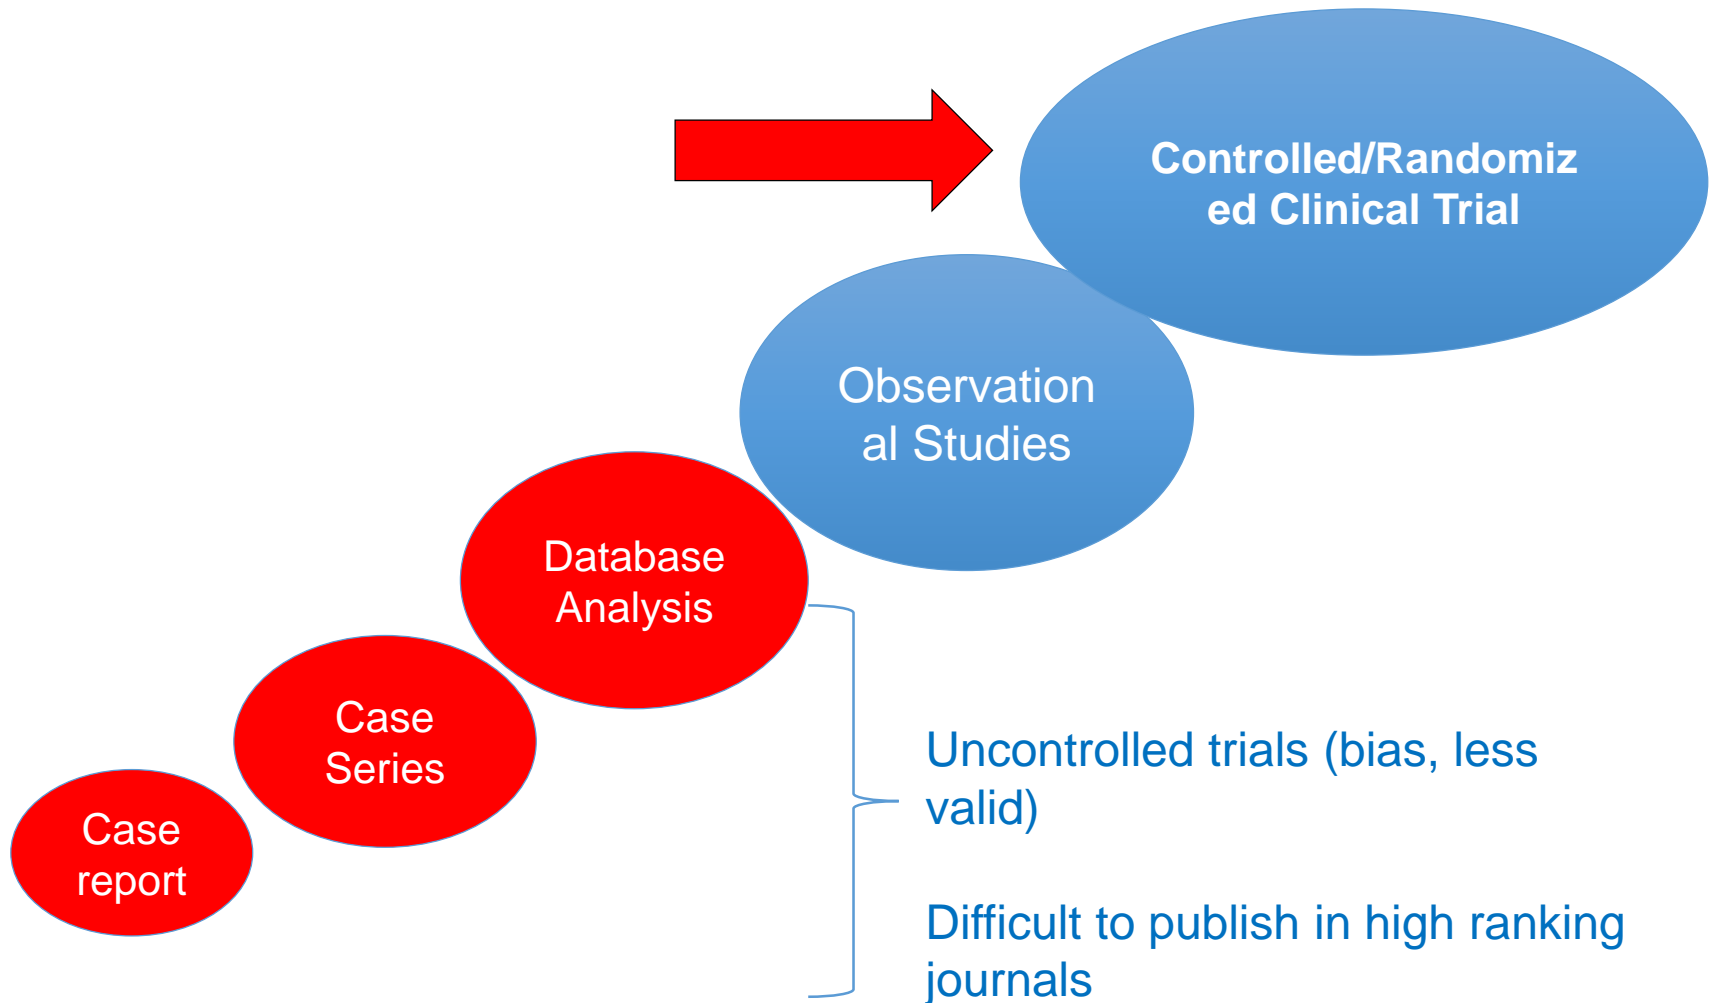 Controlled/Randomiz
ed Clinical Trial
Observation
al Studies
Database
Analysis
Case
Series
Case
report
Uncontrolled trials (bias, less
valid)
Difficult to publish in high ranking
journals